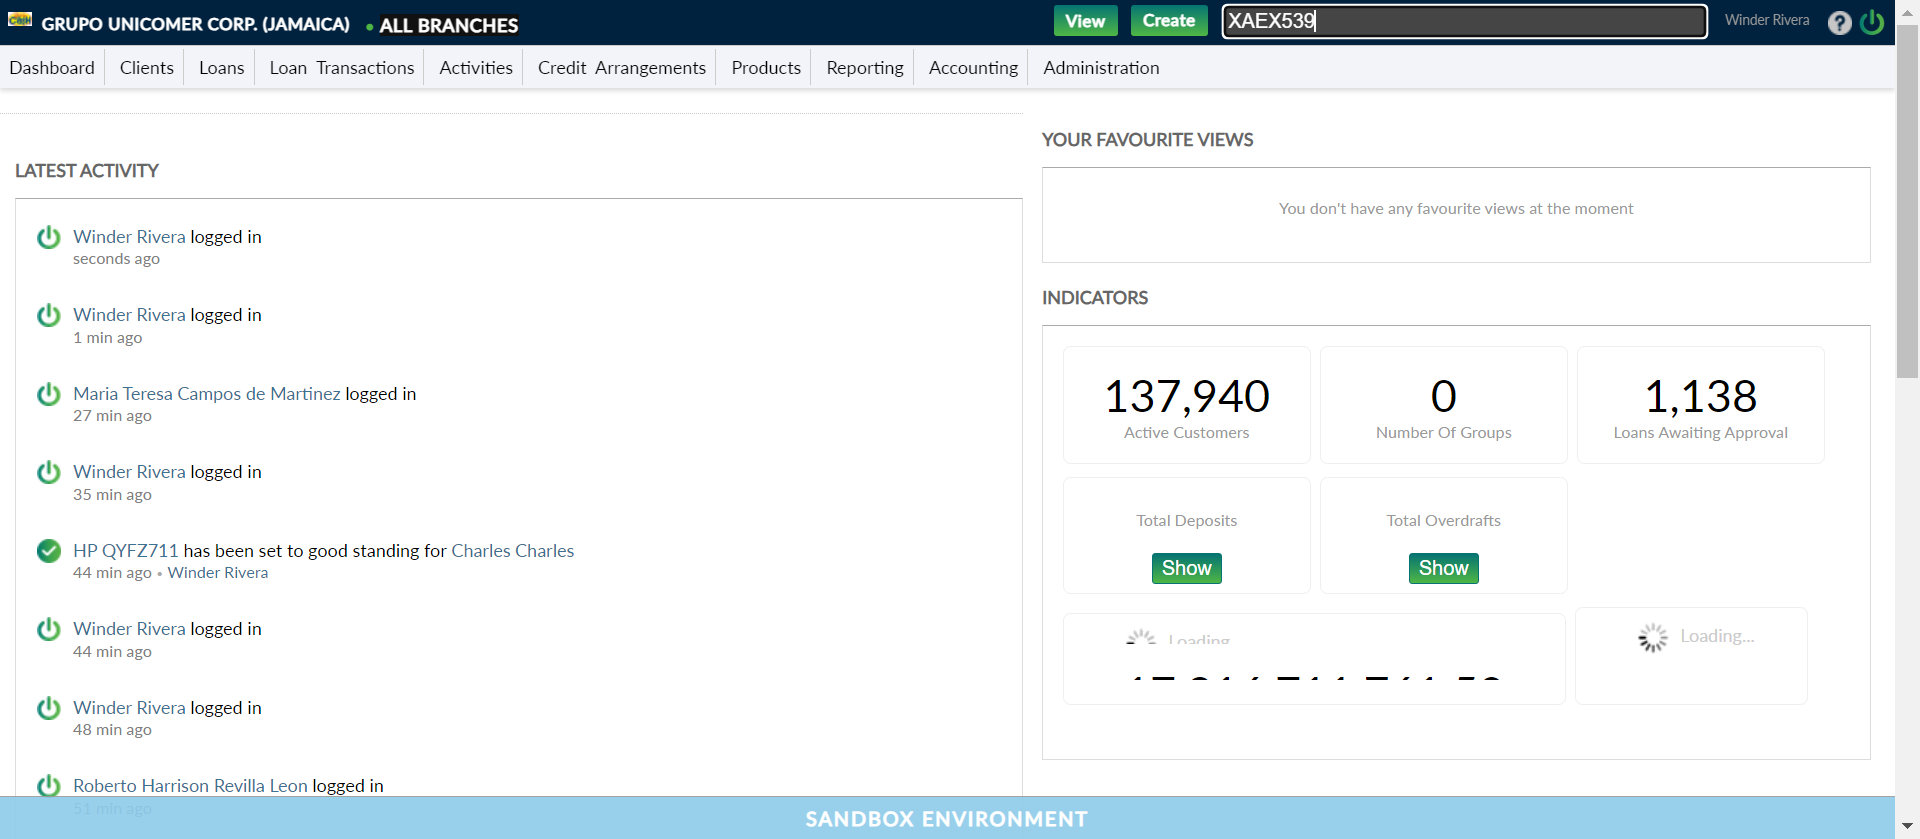 GRUPO UNICOMER CORP. (JAMAICA) • ALL BRANCHES
View
Create
XAEX539
Winder Rivera
Dashboard
Clients
Loans
Loan Transactions
Activities
Credit Arrangements
Products
Reporting
Accounting
Administration
LATEST ACTIVITY
Winder Rivera logged in
seconds ago
Winder Rivera logged in
1 min ago
Maria Teresa Campos de Martinez logged in
27 min ago
Winder Rivera logged in
35 min ago
HP QYFZ711 has been set to good standing for Charles Charles
44 min ago • Winder Rivera
Winder Rivera logged in
44 min ago
Winder Rivera logged in
48 min ago
Roberto Harrison Revilla Leon logged in
51 min ago
YOUR FAVOURITE VIEWS
You don't have any favourite views at the moment
INDICATORS
137,940
Active Customers
0
Number Of Groups
1,138
Loans Awaiting Approval
Total Deposits
Show
Total Overdrafts
Show
Loading
Loading...
SANDBOX ENVIRONMENT